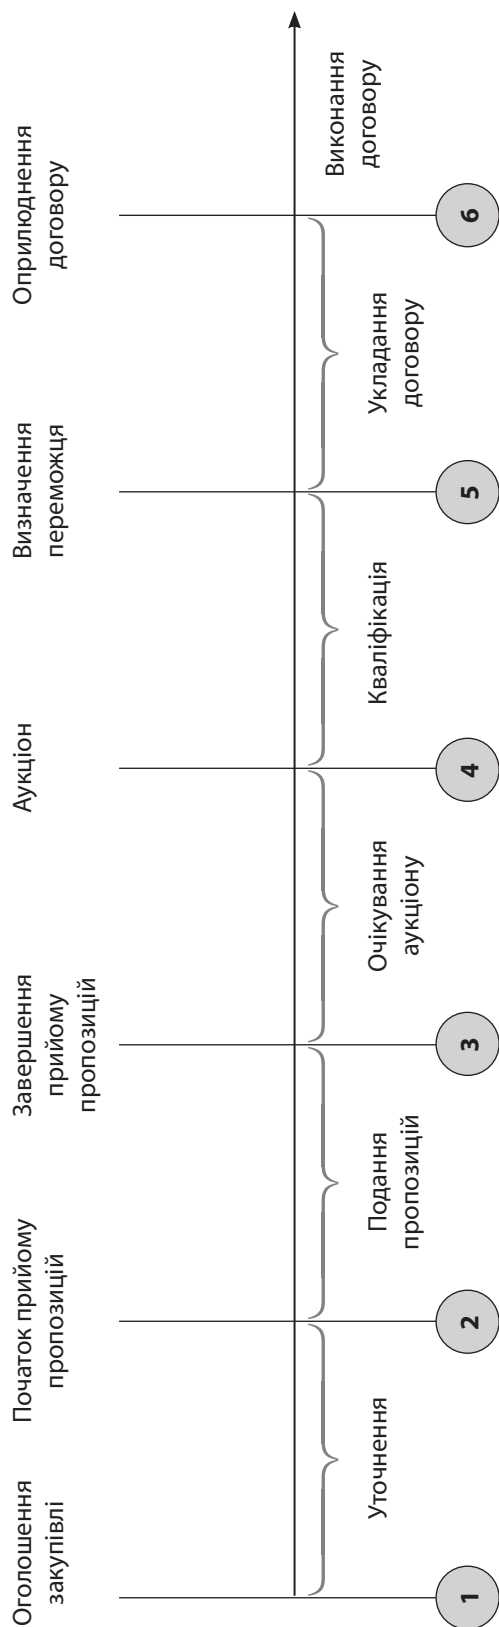 Оголошення
закупівлі
Початок прийому
пропозицій
Завершення
прийому
пропозицій
Аукціон
Визначення
переможця
Оприлюднення
договору
Уточнення
Подання
пропозицій
Очікування
аукціону
Кваліфікація
Укладання
договору
Виконання
договору
1
2
3
4
5
6